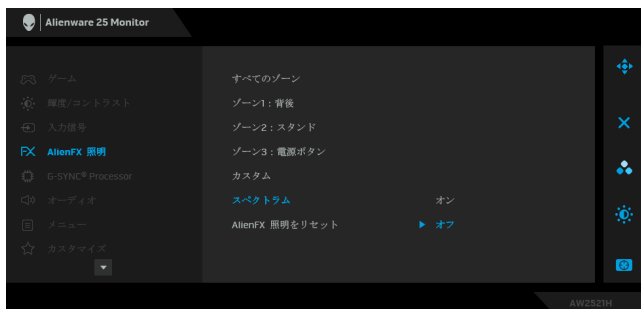 Alienware 25 Monitor
ゲーム
輝度/コントラスト
入力信号
FX AlienFX 照明
G-SYNC® Processor
オーディオ
メニュー
カスタマイズ
すべてのゾーン
ゾーン1：背後
ゾーン2：スタンド
ゾーン3：電源ボタン
カスタム
スペクトラム オン
AlienFX 照明をリセット オフ
AW2521H